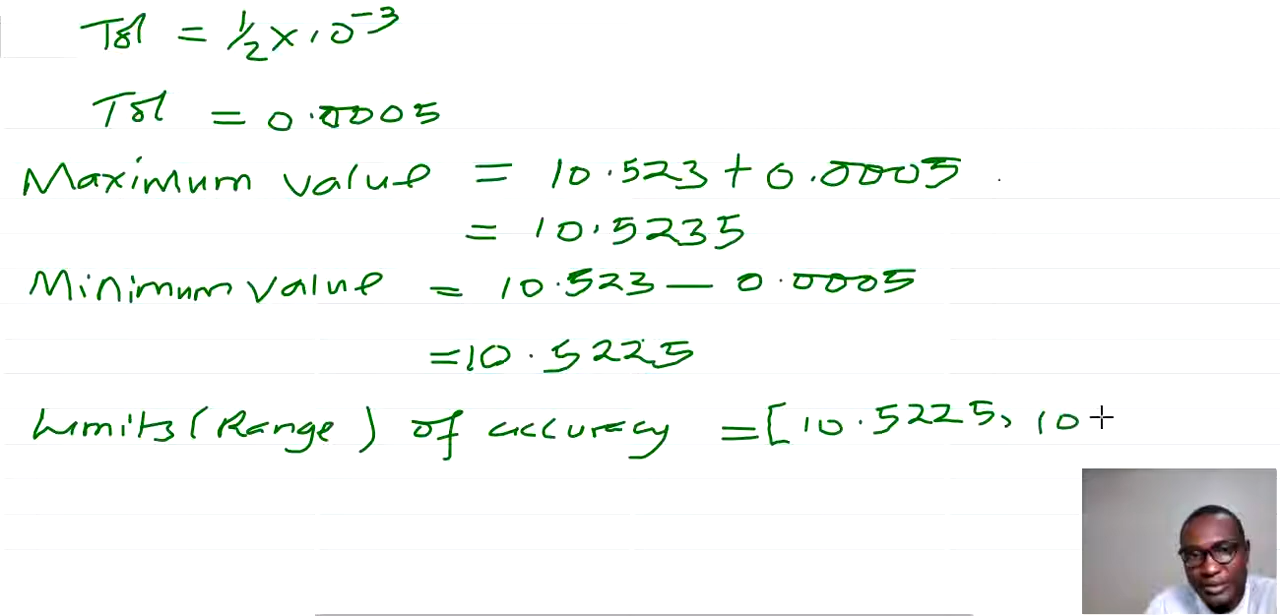 Tol = 1/2 × 10⁻³
Tol = 0.0005
Maximum value = 10.523 + 0.0005
= 10.5235
Minimum value = 10.523 — 0.0005
= 10.5225
Limits (Range) of accuracy = [10.5225, 10